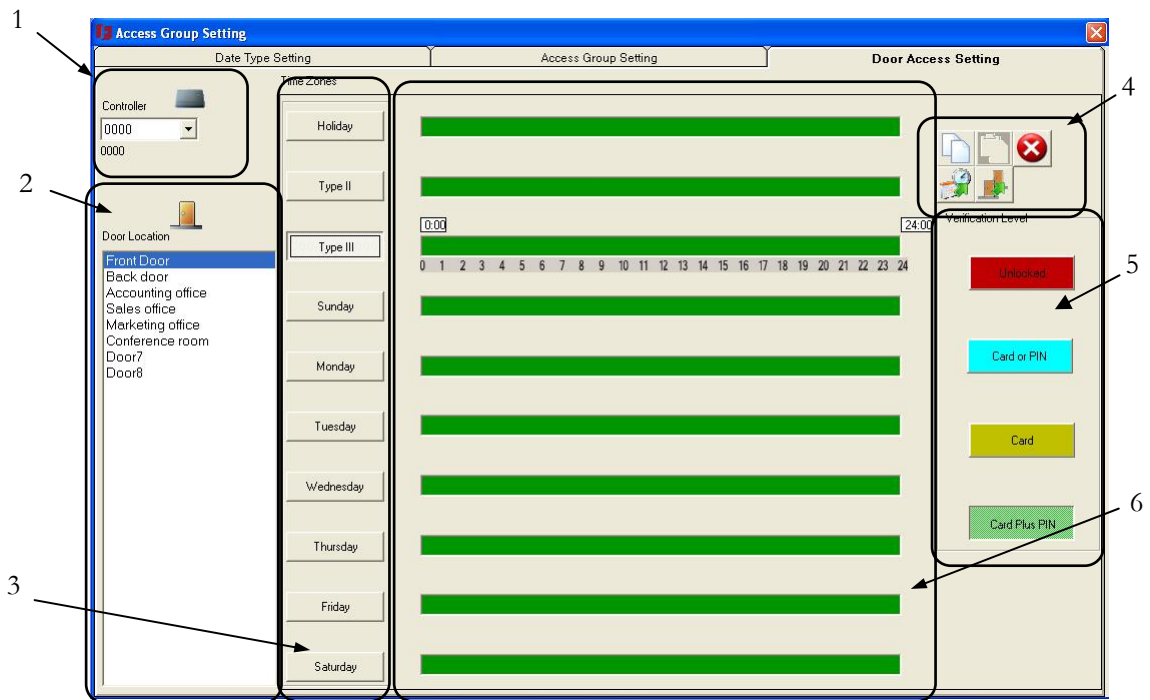 1
Access Group Setting
Date Type Setting
Access Group Setting
Door Access Setting
Controller
0000
0000
2
Door Location
Front Door
Back door
Accounting office
Sales office
Marketing office
Conference room
Door7
Door8
3
Time Zones
Holiday
Type II
Type III
Sunday
Monday
Tuesday
Wednesday
Thursday
Friday
Saturday
0:00
24:00
0 1 2 3 4 5 6 7 8 9 10 11 12 13 14 15 16 17 18 19 20 21 22 23 24
4
Verification Level
Unlocked
5
Card or PIN
Card
Card Plus PIN
6